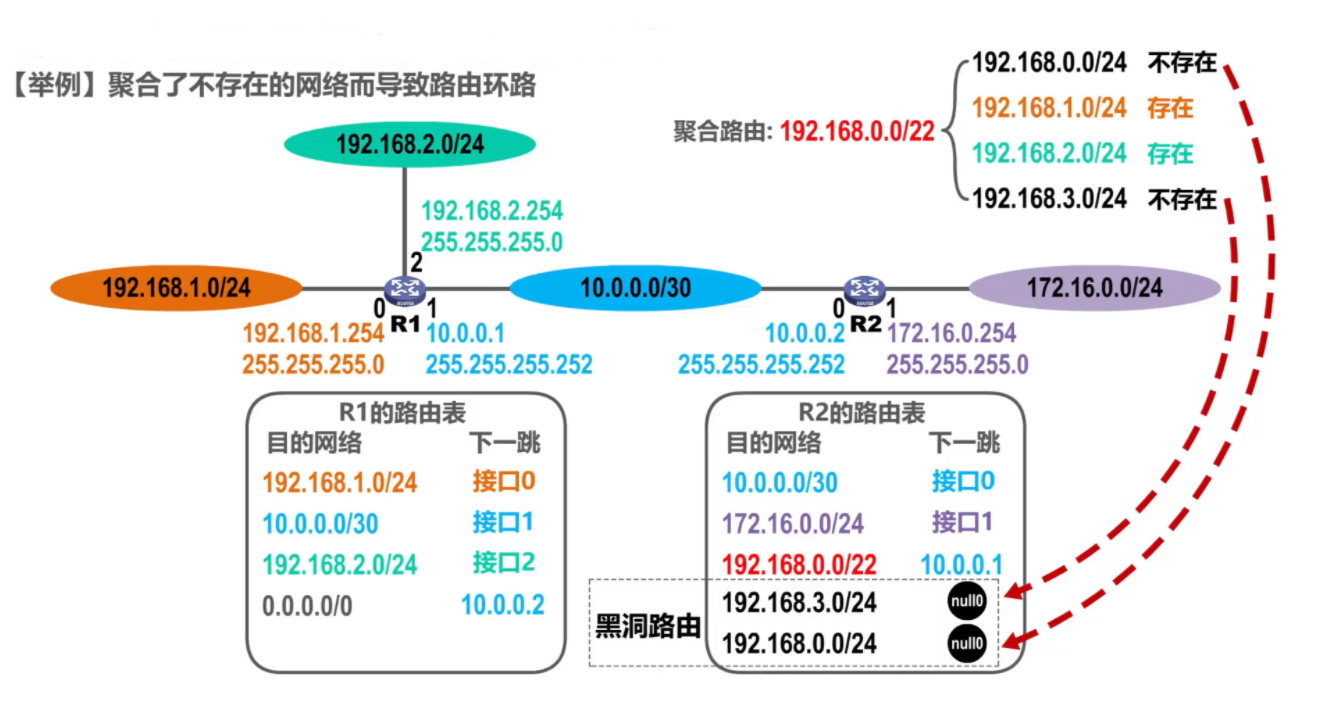 【举例】聚合了不存在的网络而导致路由环路
聚合路由: 192.168.0.0/22
192.168.0.0/24 不存在
192.168.1.0/24 存在
192.168.2.0/24 存在
192.168.3.0/24 不存在
192.168.2.0/24
192.168.2.254
255.255.255.0
2
192.168.1.0/24
0
R1
1
192.168.1.254
255.255.255.0
10.0.0.1
255.255.255.252
10.0.0.0/30
0
R2
1
10.0.0.2
255.255.255.252
172.16.0.254
255.255.255.0
172.16.0.0/24
R1的路由表
目的网络 下一跳
192.168.1.0/24 接口0
10.0.0.0/30 接口1
192.168.2.0/24 接口2
0.0.0.0/0 10.0.0.2
R2的路由表
目的网络 下一跳
10.0.0.0/30 接口0
172.16.0.0/24 接口1
192.168.0.0/22 10.0.0.1
黑洞路由
192.168.3.0/24 null0
192.168.0.0/24 null0